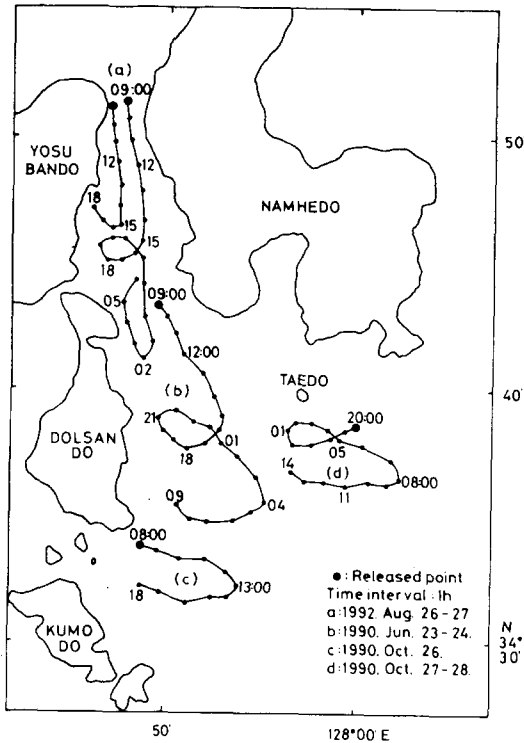 (a)
09:00
YOSU
BANDO
12
12
50
NAMHEDO
18
15
15
18
05
09:00
02
12:00
TAEDO
40
(b)
21
20:00
01
01
05
DOLSAN
DO
18
14
(d)
08:00
11
09
04
08:00
(c)
18
13:00
●: Released point
Time interval : 1h
a:1992. Aug. 26-27
b:1990. Jun. 23-24.
c:1990. Oct. 26.
d:1990. Oct. 27-28.
KUMO
DO
N
34°
30'
50'
128°00'E